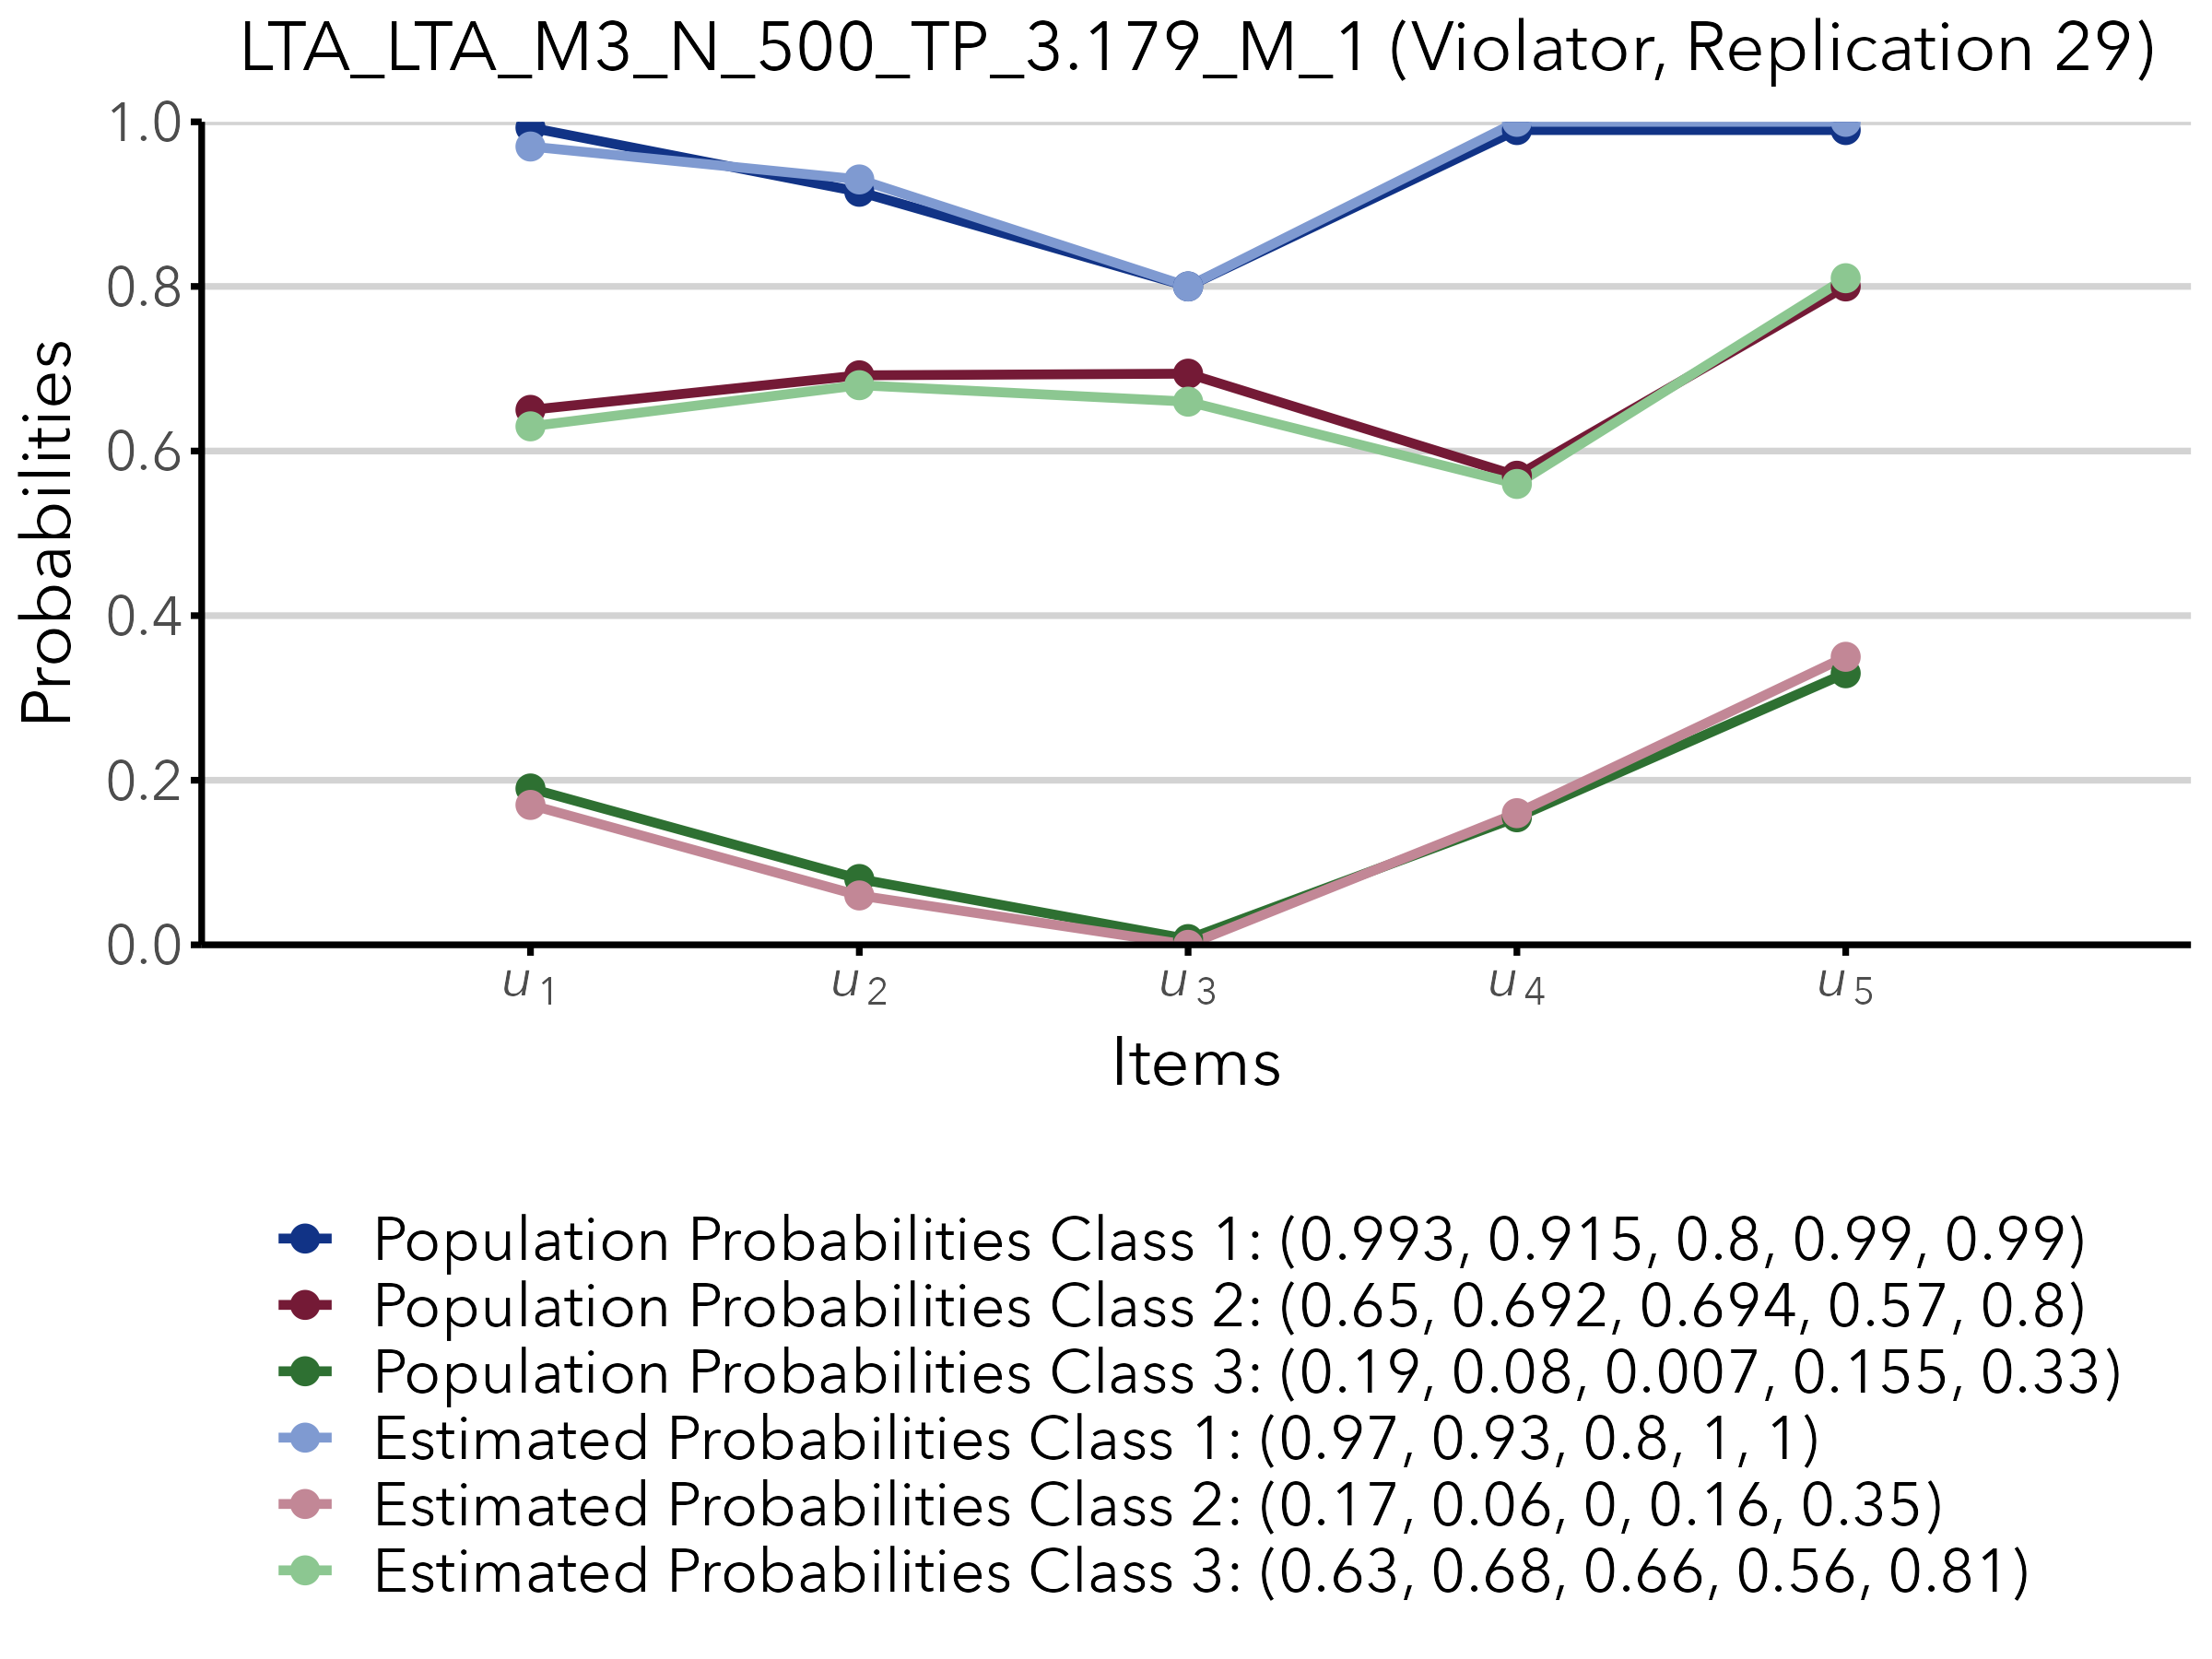 LTA_LTA_M3_N_500_TP_3.179_M_1 (Violator, Replication 29)
Probabilities
1.0
0.8
0.6
0.4
0.2
0.0
u1 u2 u3 u4 u5
Items
Population Probabilities Class 1: (0.993, 0.915, 0.8, 0.99, 0.99)
Population Probabilities Class 2: (0.65, 0.692, 0.694, 0.57, 0.8)
Population Probabilities Class 3: (0.19, 0.08, 0.007, 0.155, 0.33)
Estimated Probabilities Class 1: (0.97, 0.93, 0.8, 1, 1)
Estimated Probabilities Class 2: (0.17, 0.06, 0, 0.16, 0.35)
Estimated Probabilities Class 3: (0.63, 0.68, 0.66, 0.56, 0.81)